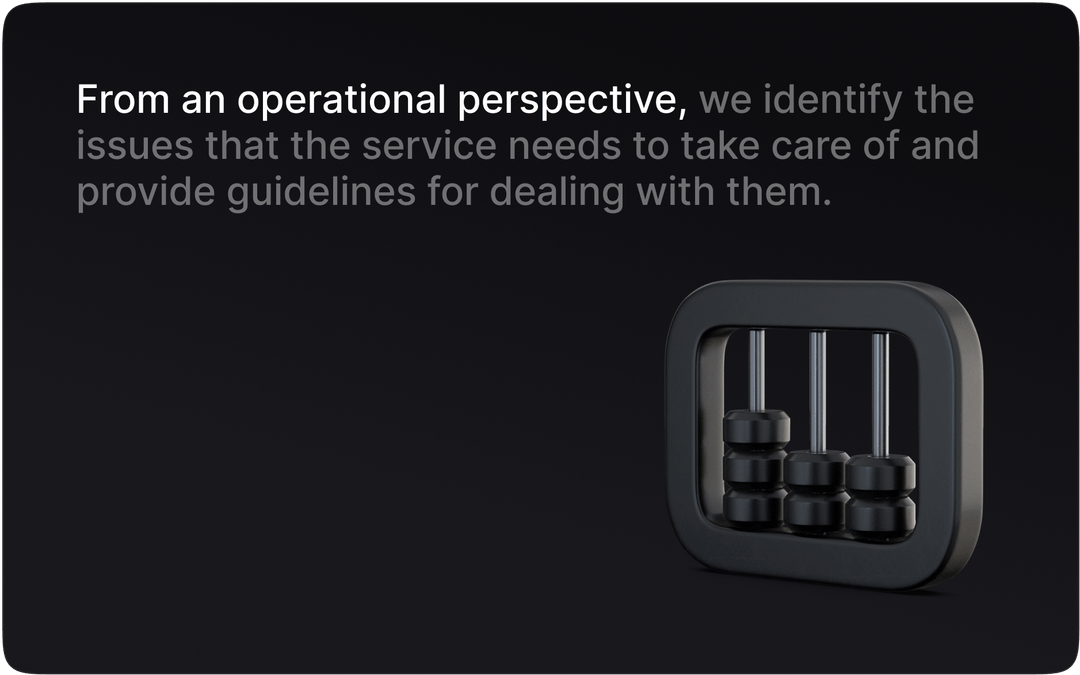 From an operational perspective, we identify the
issues that the service needs to take care of and
provide guidelines for dealing with them.